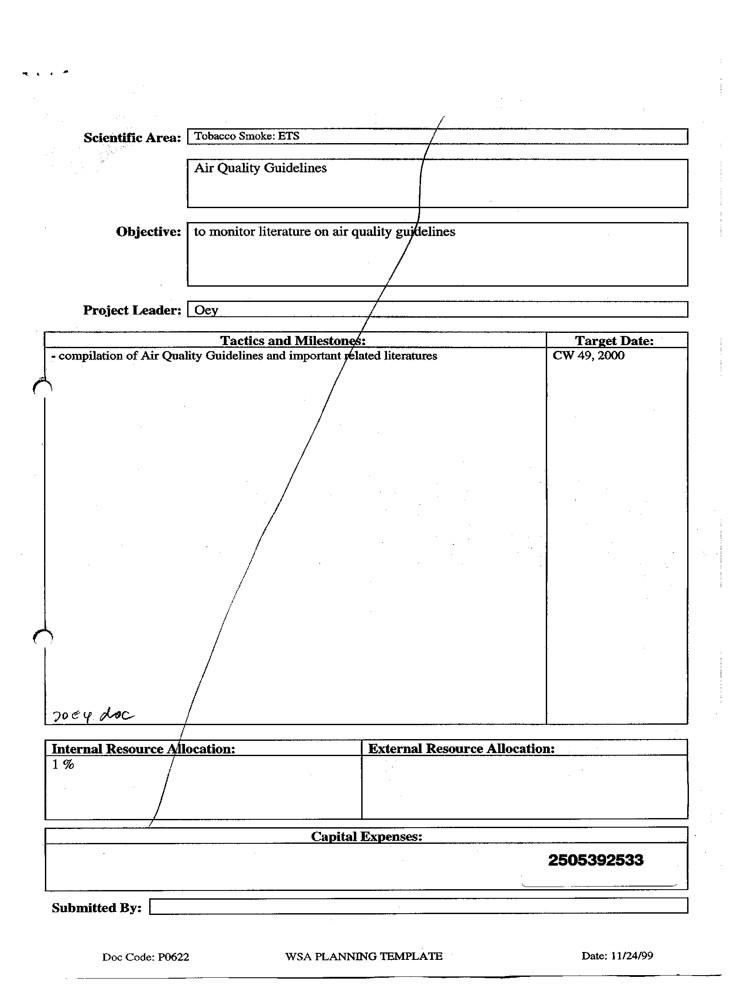 Scientific Area: Tobacco Smoke: ETS
Air Quality Guidelines
Objective: to monitor literature on air quality guidelines
Project Leader: Oey
Tactics and Milestones: Target Date:
- compilation of Air Quality Guidelines and important related literatures CW 49, 2000
doc
Internal Resource Allocation: External Resource Allocation:
1 %
Capital Expenses:
2505392533
Submitted By:
Doc Code: P0622 WSA PLANNING TEMPLATE Date: 11/24/99